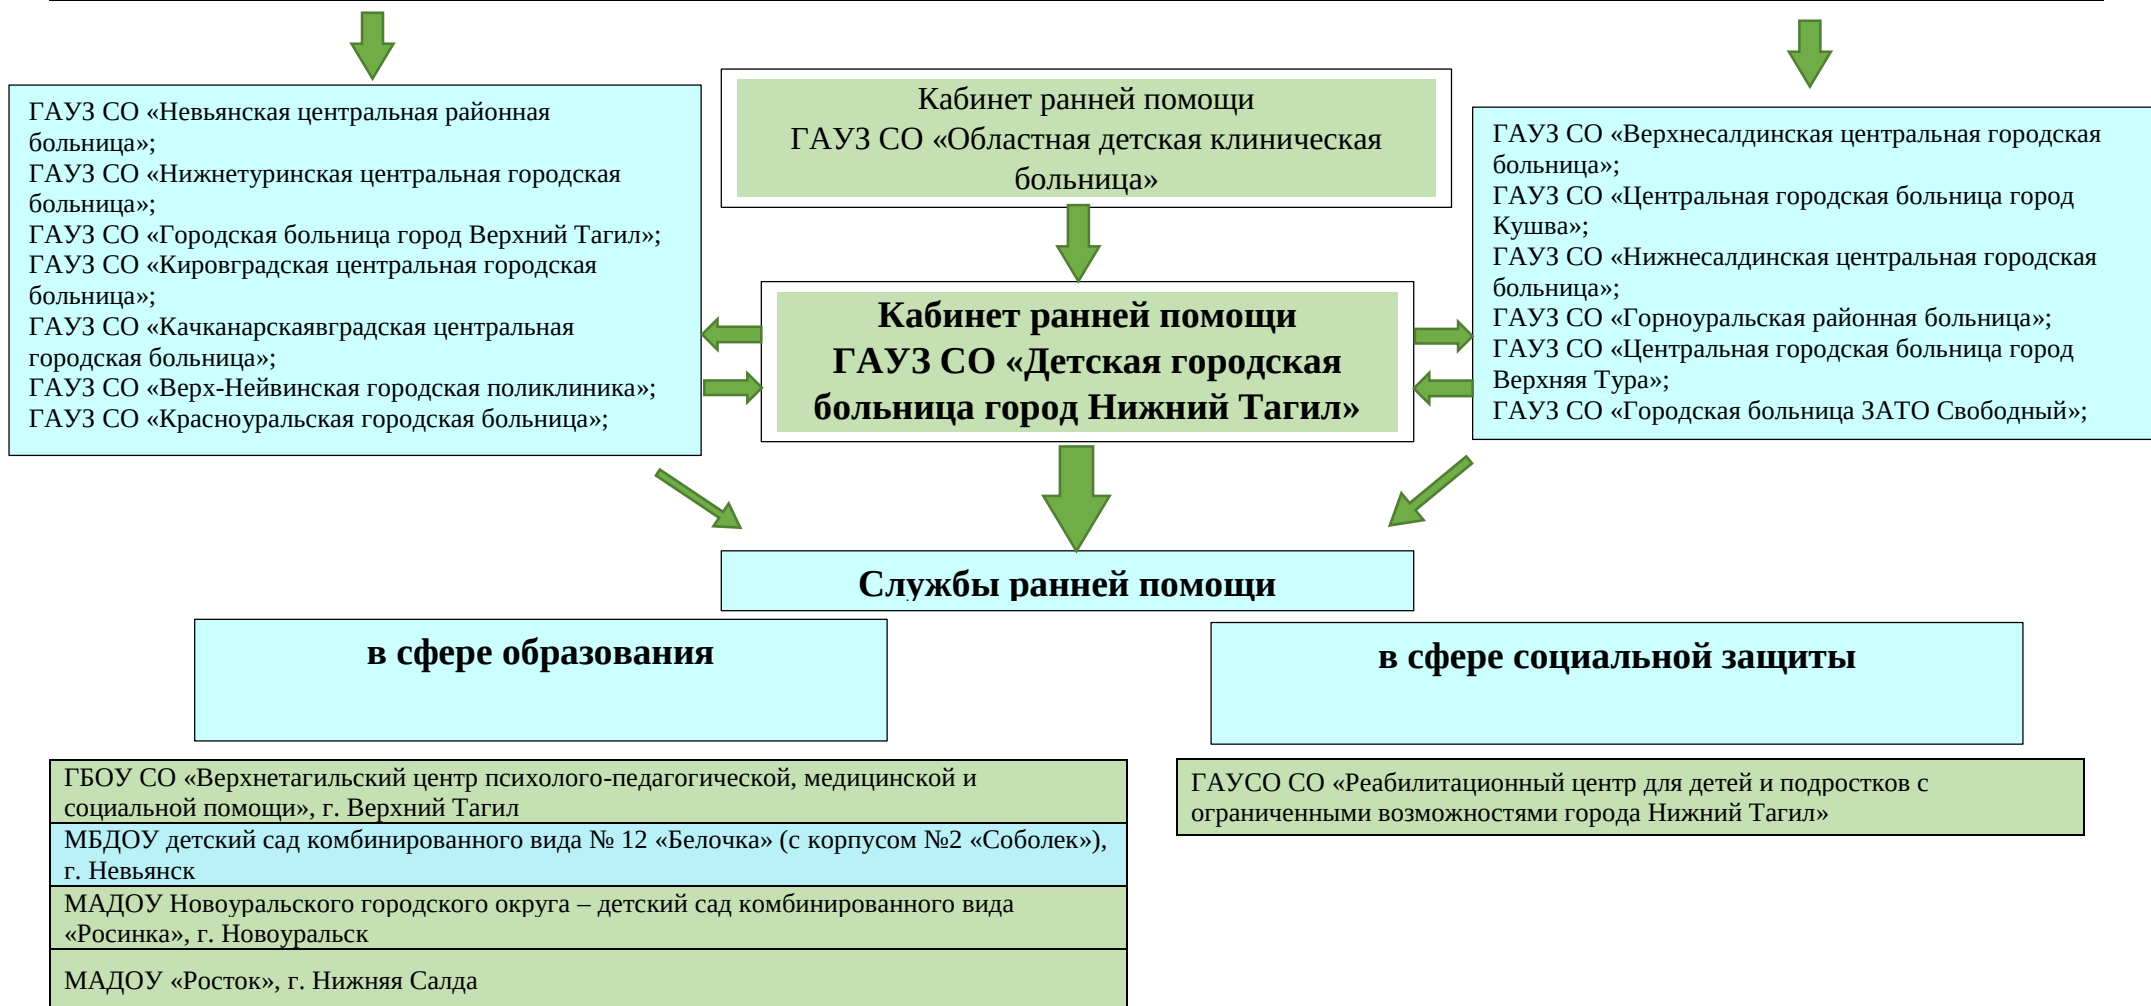 ГАУЗ СО «Невьянская центральная районная
больница»;
ГАУЗ СО «Нижнетуринская центральная городская
больница»;
ГАУЗ СО «Городская больница город Верхний Тагил»;
ГАУЗ СО «Кировградская центральная городская
больница»;
ГАУЗ СО «Качканарскаявградская центральная
городская больница»;
ГАУЗ СО «Верх-Нейвинская городская поликлиника»;
ГАУЗ СО «Красноуральская городская больница»;
Кабинет ранней помощи
ГАУЗ СО «Областная детская клиническая
больница»
Кабинет ранней помощи
ГАУЗ СО «Детская городская
больница город Нижний Тагил»
ГАУЗ СО «Верхнесалдинская центральная городская
больница»;
ГАУЗ СО «Центральная городская больница город
Кушва»;
ГАУЗ СО «Нижнесалдинская центральная городская
больница»;
ГАУЗ СО «Горноуральская районная больница»;
ГАУЗ СО «Центральная городская больница город
Верхняя Тура»;
ГАУЗ СО «Городская больница ЗАТО Свободный»;
Службы ранней помощи
в сфере образования
в сфере социальной защиты
ГБОУ СО «Верхнетагильский центр психолого-педагогической, медицинской и
социальной помощи», г. Верхний Тагил
МБДОУ детский сад комбинированного вида № 12 «Белочка» (с корпусом №2 «Соболек»),
г. Невьянск
МАДОУ Новоуральского городского округа – детский сад комбинированного вида
«Росинка», г. Новоуральск
МАДОУ «Росток», г. Нижняя Салда
ГАУСО СО «Реабилитационный центр для детей и подростков с
ограниченными возможностями города Нижний Тагил»